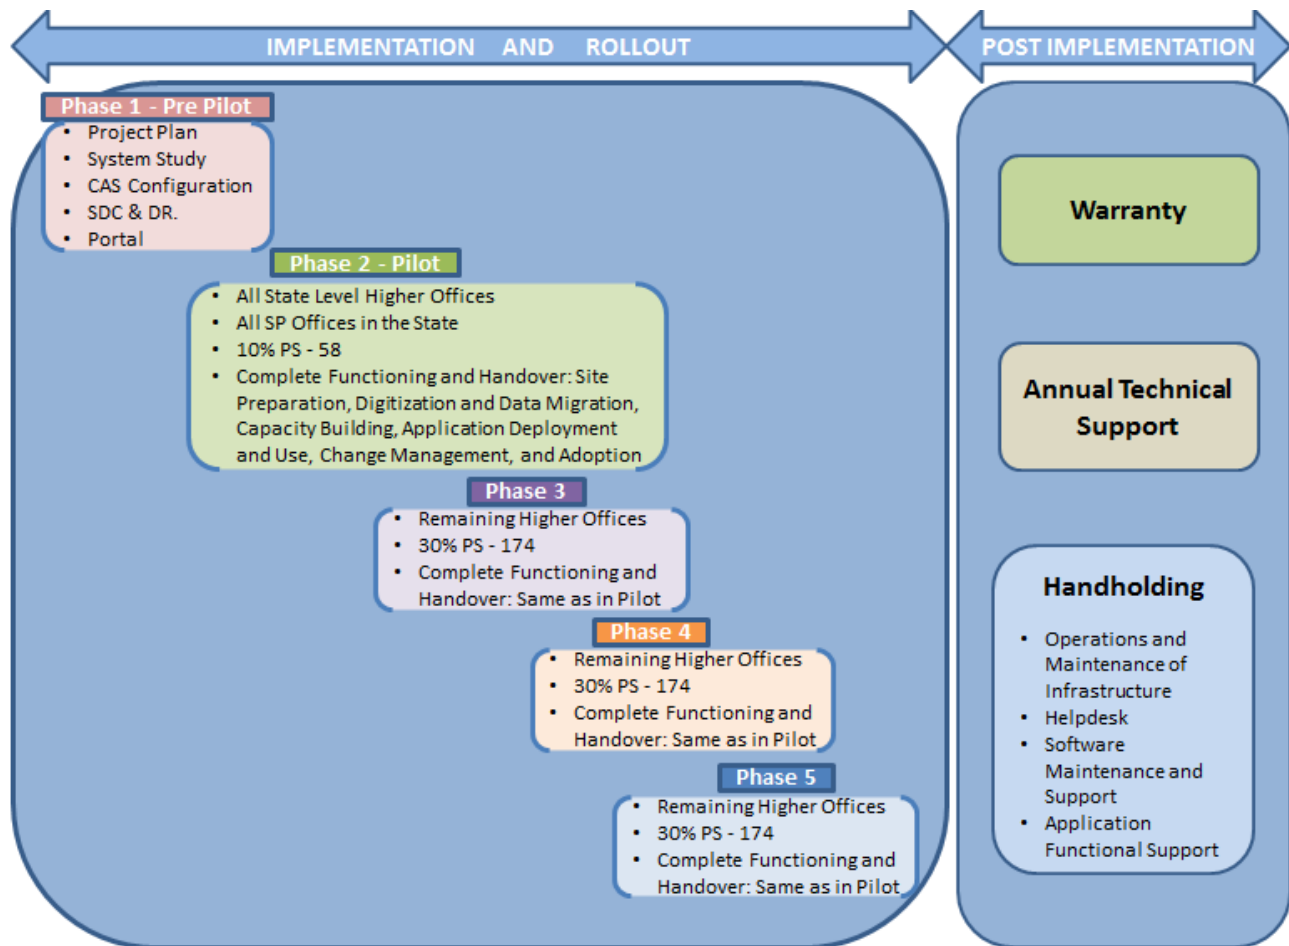 IMPLEMENTATION AND ROLLOUT
POST IMPLEMENTATION
Phase 1 - Pre Pilot
• Project Plan
• System Study
• CAS Configuration
• SDC & DR.
• Portal
Phase 2 - Pilot
• All State Level Higher Offices
• All SP Offices in the State
• 10% PS - 58
• Complete Functioning and Handover: Site
Preparation, Digitization and Data Migration,
Capacity Building, Application Deployment
and Use, Change Management, and Adoption
Phase 3
• Remaining Higher Offices
• 30% PS - 174
• Complete Functioning and
Handover: Same as in Pilot
Phase 4
• Remaining Higher Offices
• 30% PS - 174
• Complete Functioning and
Handover: Same as in Pilot
Phase 5
• Remaining Higher Offices
• 30% PS - 174
• Complete Functioning and
Handover: Same as in Pilot
Warranty
Annual Technical
Support
Handholding
• Operations and
Maintenance of
Infrastructure
• Helpdesk
• Software
Maintenance and
Support
• Application
Functional Support